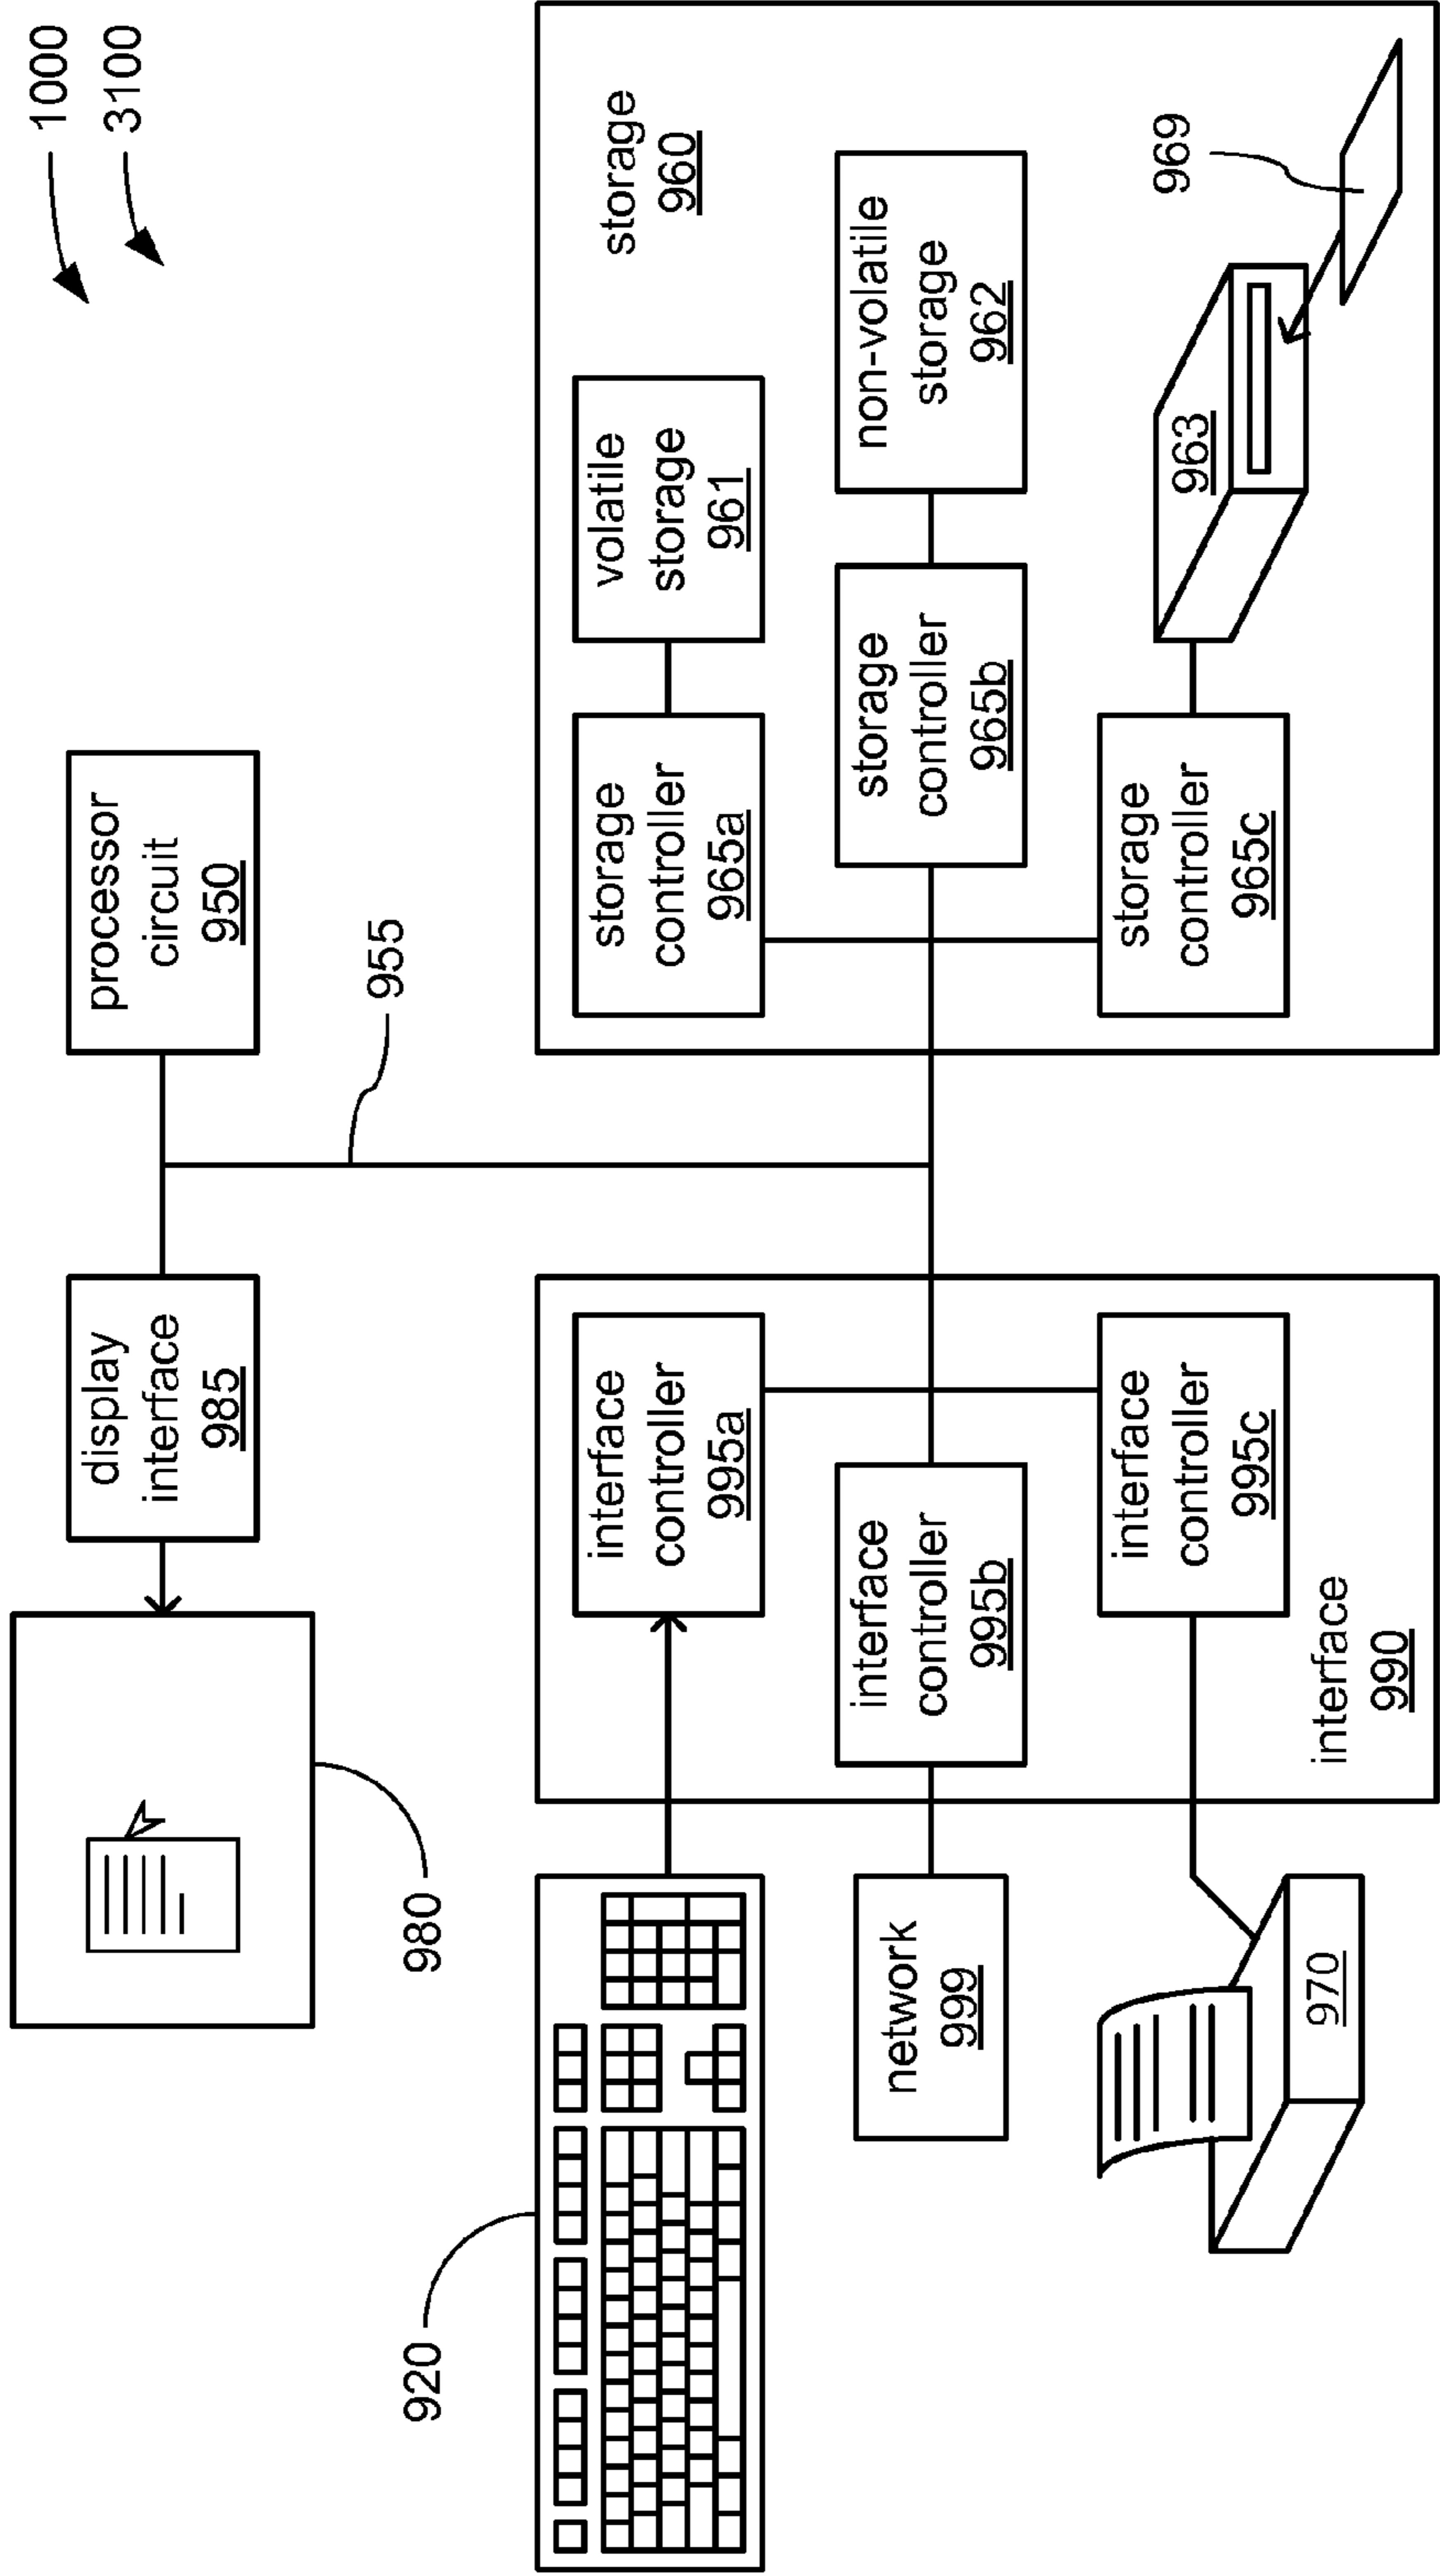 1000
3100
processor
circuit
950
display
interface
985
980
955
920
storage
960
volatile
storage
961
storage
controller
965a
non-volatile
storage
962
storage
controller
965b
963
969
storage
controller
965c
interface
controller
995a
interface
controller
995b
interface
controller
995c
interface
990
network
999
970